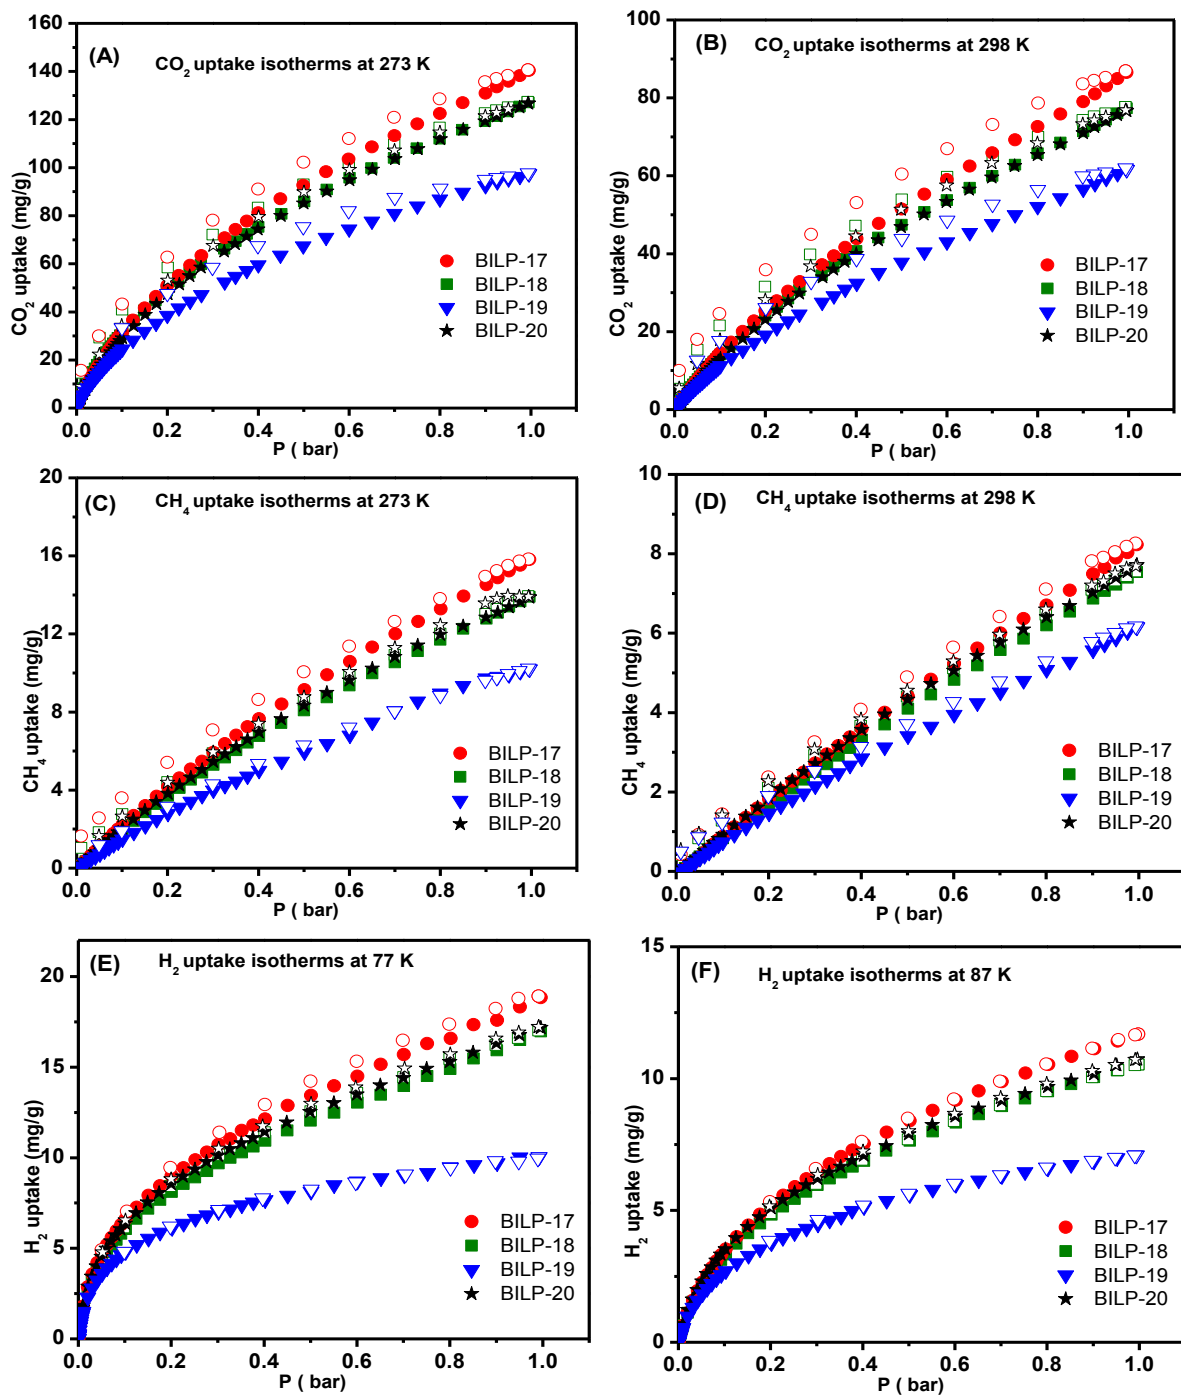 (A)
CO2 uptake isotherms at 273 K
160
140
120
100
80
60
40
20
0
CO2 uptake (mg/g)
BILP-17
BILP-18
BILP-19
BILP-20
0.0 0.2 0.4 0.6 0.8 1.0
P ( bar)
(B)
CO2 uptake isotherms at 298 K
100
80
60
40
20
0
CO2 uptake (mg/g)
BILP-17
BILP-18
BILP-19
BILP-20
0.0 0.2 0.4 0.6 0.8 1.0
P ( bar)
(C)
CH4 uptake isotherms at 273 K
20
16
12
8
4
0
CH4 uptake (mg/g)
BILP-17
BILP-18
BILP-19
BILP-20
0.0 0.2 0.4 0.6 0.8 1.0
P ( bar)
(D)
CH4 uptake isotherms at 298 K
10
8
6
4
2
0
CH4 uptake (mg/g)
BILP-17
BILP-18
BILP-19
BILP-20
0.0 0.2 0.4 0.6 0.8 1.0
P ( bar)
(E)
H2 uptake isotherms at 77 K
20
15
10
5
0
H2 uptake (mg/g)
BILP-17
BILP-18
BILP-19
BILP-20
0.0 0.2 0.4 0.6 0.8 1.0
P ( bar)
(F)
H2 uptake isotherms at 87 K
15
10
5
0
H2 uptake (mg/g)
BILP-17
BILP-18
BILP-19
BILP-20
0.0 0.2 0.4 0.6 0.8 1.0
P ( bar)